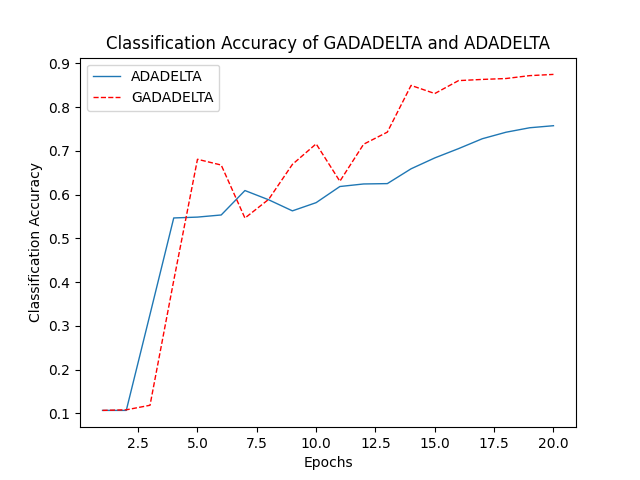 Classification Accuracy of GADADELTA and ADADELTA
ADADELTA
GADADELTA
Classification Accuracy
0.9
0.8
0.7
0.6
0.5
0.4
0.3
0.2
0.1
2.5 5.0 7.5 10.0 12.5 15.0 17.5 20.0
Epochs